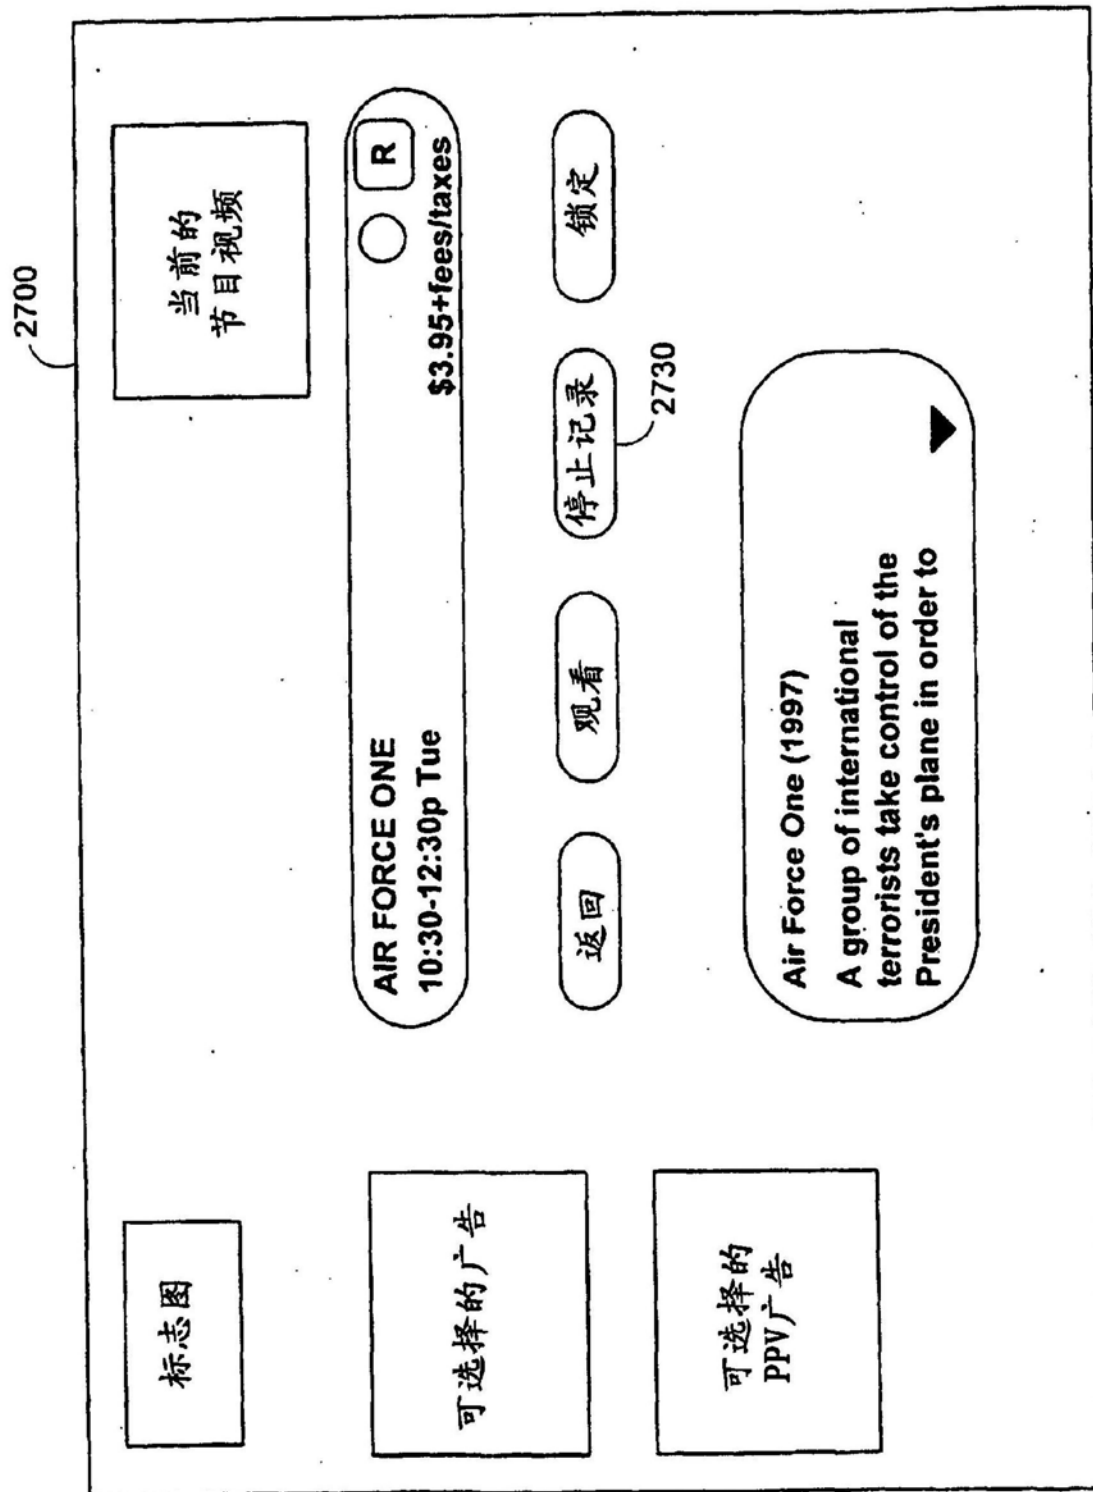 2700
标志图
当前的
节目视频
可选择的广告
AIR FORCE ONE
R
10:30-12:30p Tue
$3.95+fees/taxes
返回
观看
停止记录
锁定
2730
可选择的
PPV广告
Air Force One (1997)
A group of international
terrorists take control of the
President's plane in order to